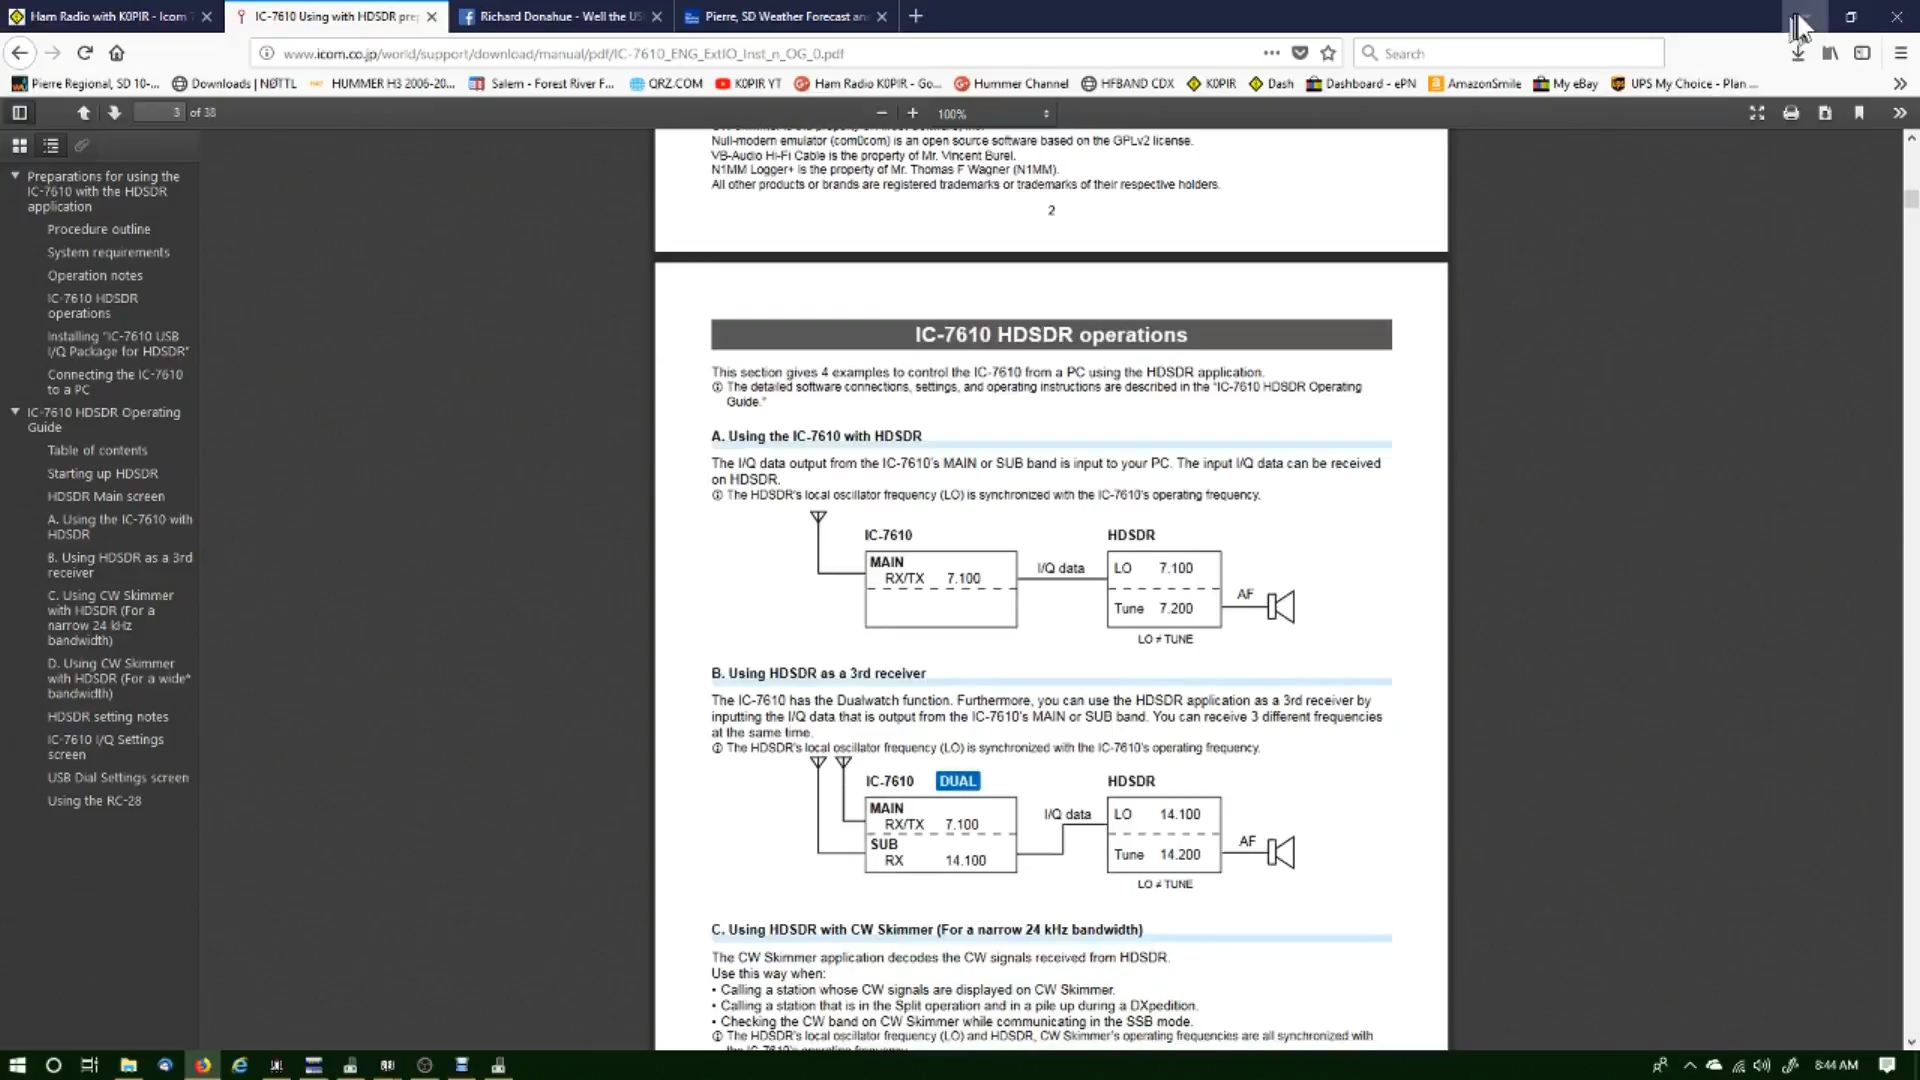 Ham Radio with K0PIR - Icom 7
IC-7610 Using with HDSDR prep
Richard Donahue - Well the US
Pierre, SD Weather Forecast an
www.icom.co.jp/world/support/download/manual/pdf/IC-7610_ENG_ExtIO_Inst_n_OG_0.pdf
Search
Pierre Regional, SD 10-...
Downloads | NØTTL
HUMMER H3 2006-20...
Salem - Forest River F...
QRZ.COM
K0PIR YT
Ham Radio K0PIR - Go...
Hummer Channel
HFBAND CDX
K0PIR
Dash
Dashboard - ePN
AmazonSmile
My eBay
UPS My Choice - Plan ...
3 of 38
100%
Preparations for using the
IC-7610 with the HDSDR
application
Procedure outline
System requirements
Operation notes
IC-7610 HDSDR
operations
Installing "IC-7610 USB
I/Q Package for HDSDR"
Connecting the IC-7610
to a PC
IC-7610 HDSDR Operating
Guide
Table of contents
Starting up HDSDR
HDSDR Main screen
A. Using the IC-7610 with
HDSDR
B. Using HDSDR as a 3rd
receiver
C. Using CW Skimmer
with HDSDR (For a
narrow 24 kHz
bandwidth)
D. Using CW Skimmer
with HDSDR (For a wide*
bandwidth)
HDSDR setting notes
IC-7610 I/Q Settings
screen
USB Dial Settings screen
Using the RC-28
Null-modem emulator (com0com) is an open source software based on the GPLv2 license.
VB-Audio Hi-Fi Cable is the property of Mr. Vincent Burel.
N1MM Logger+ is the property of Mr. Thomas F Wagner (N1MM).
All other products or brands are registered trademarks or trademarks of their respective holders.
2
IC-7610 HDSDR operations
This section gives 4 examples to control the IC-7610 from a PC using the HDSDR application.
ⓘ The detailed software connections, settings, and operating instructions are described in the "IC-7610 HDSDR Operating
Guide."
A. Using the IC-7610 with HDSDR
The I/Q data output from the IC-7610's MAIN or SUB band is input to your PC. The input I/Q data can be received
on HDSDR.
ⓘ The HDSDR's local oscillator frequency (LO) is synchronized with the IC-7610's operating frequency.
IC-7610
HDSDR
MAIN
RX/TX 7.100
I/Q data
LO 7.100
Tune 7.200
AF
LO ≠ TUNE
B. Using HDSDR as a 3rd receiver
The IC-7610 has the Dualwatch function. Furthermore, you can use the HDSDR application as a 3rd receiver by
inputting the I/Q data that is output from the IC-7610's MAIN or SUB band. You can receive 3 different frequencies
at the same time.
ⓘ The HDSDR's local oscillator frequency (LO) is synchronized with the IC-7610's operating frequency.
IC-7610 DUAL
HDSDR
MAIN
RX/TX 7.100
SUB
RX 14.100
I/Q data
LO 14.100
Tune 14.200
AF
LO ≠ TUNE
C. Using HDSDR with CW Skimmer (For a narrow 24 kHz bandwidth)
The CW Skimmer application decodes the CW signals received from HDSDR.
Use this way when:
• Calling a station whose CW signals are displayed on CW Skimmer.
• Calling a station that is in the Split operation and in a pile up during a DXpedition.
• Checking the CW band on CW Skimmer while communicating in the SSB mode.
ⓘ The HDSDR's local oscillator frequency (LO) and HDSDR, CW Skimmer's operating frequencies are all synchronized with
8:44 AM